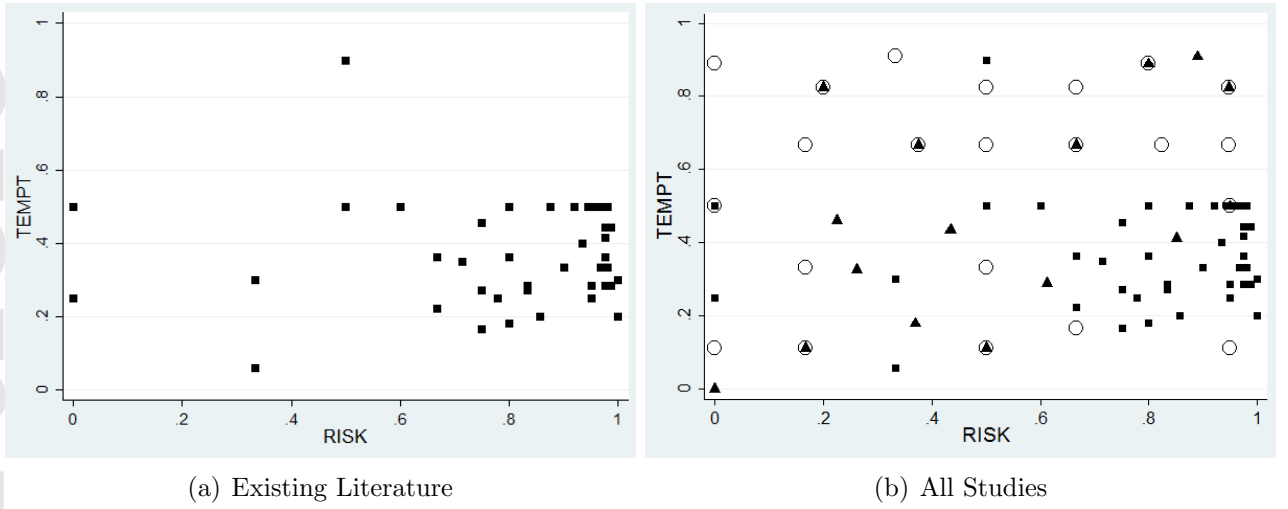 1
.8
.6
.4
.2
0
TEMPT
0 .2 .4 .6 .8 1
RISK
(a) Existing Literature
1
.8
.6
.4
.2
0
TEMPT
0 .2 .4 .6 .8 1
RISK
(b) All Studies